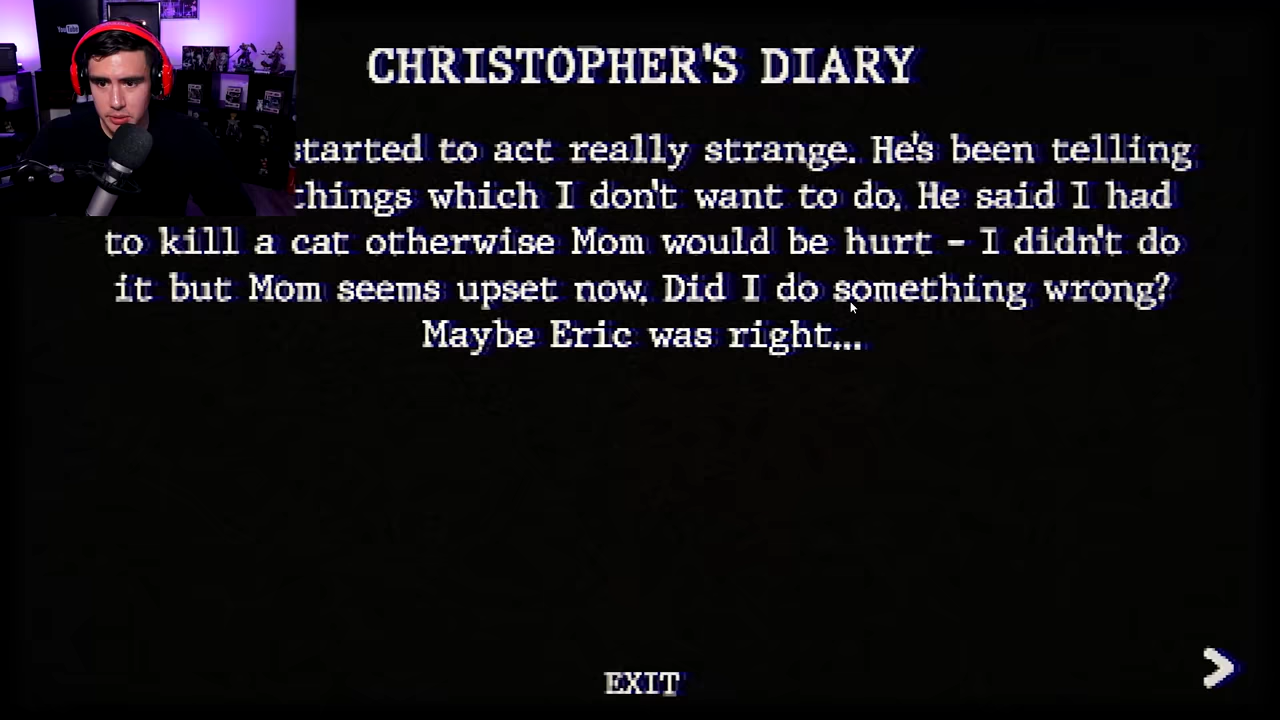 YouTube
CHRISTOPHER'S DIARY
started to act really strange. He's been telling
things which I don't want to do. He said I had
to kill a cat otherwise Mom would be hurt - I didn't do
it but Mom seems upset now. Did I do something wrong?
Maybe Eric was right...
EXIT
>